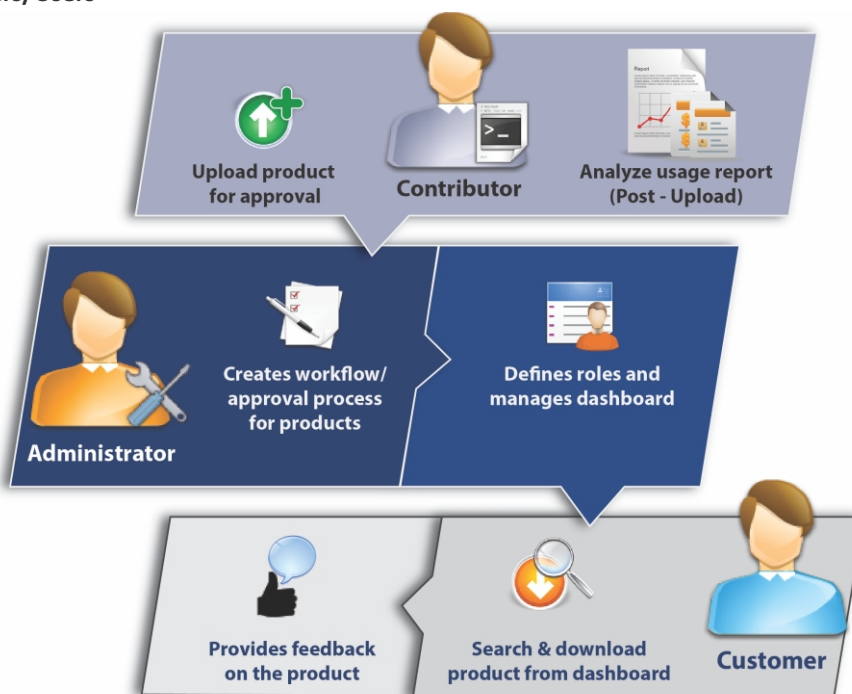 Upload product
for approval
Contributor
Report
Analyze usage report
(Post - Upload)
Administrator
Creates workflow/
approval process
for products
Defines roles and
manages dashboard
Provides feedback
on the product
Search & download
product from dashboard
Customer